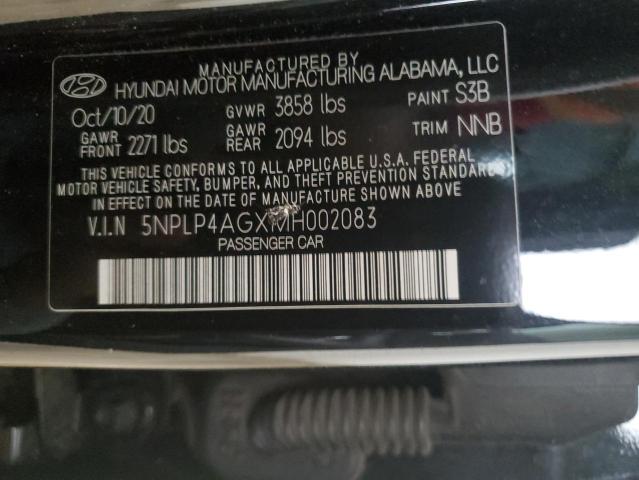 MANUFACTURED BY
HYUNDAI MOTOR MANUFACTURING ALABAMA, LLC
Oct/10/20 GVWR 3858 lbs PAINT S3B
GAWR FRONT 2271 lbs GAWR REAR 2094 lbs TRIM NNB
THIS VEHICLE CONFORMS TO ALL APPLICABLE U.S.A. FEDERAL
MOTOR VEHICLE SAFETY, BUMPER, AND THEFT PREVENTION STANDARDS
IN EFFECT ON THE DATE OF MANUFACTURE SHOWN ABOVE
V.I.N 5NPLP4AGXMH002083
PASSENGER CAR